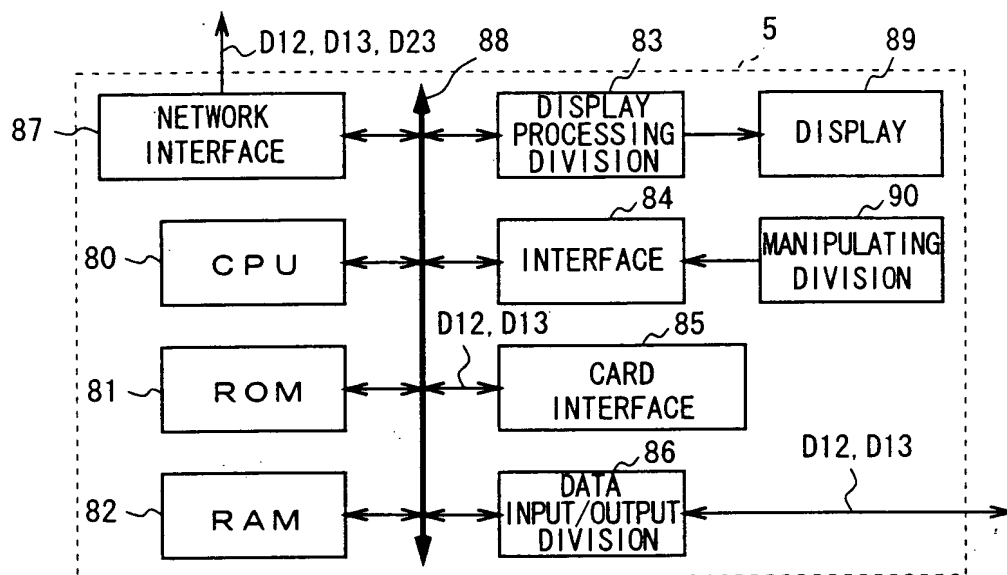 D12, D13, D23
88
83
5
89
87
NETWORK
INTERFACE
DISPLAY
PROCESSING
DIVISION
DISPLAY
84
90
80
CPU
INTERFACE
MANIPULATING
DIVISION
D12, D13
85
81
ROM
CARD
INTERFACE
86
D12, D13
82
RAM
DATA
INPUT/OUTPUT
DIVISION